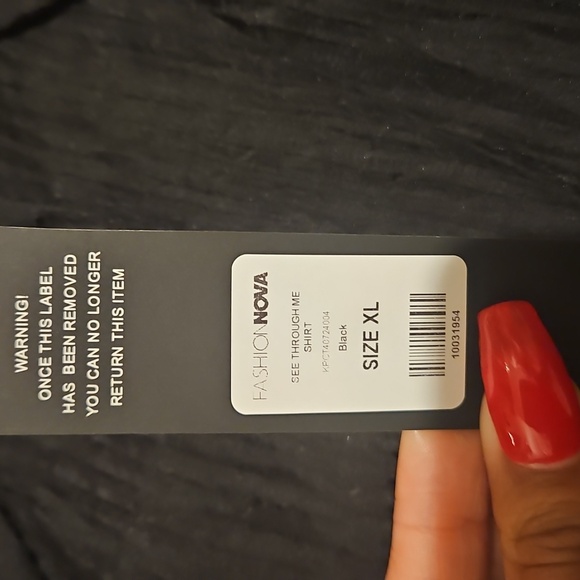 WARNING!
ONCE THIS LABEL
HAS BEEN REMOVED
YOU CAN NO LONGER
RETURN THIS ITEM
FASHIONNOVA
SEE THROUGH ME
SHIRT
Black
SIZE XL
10031954